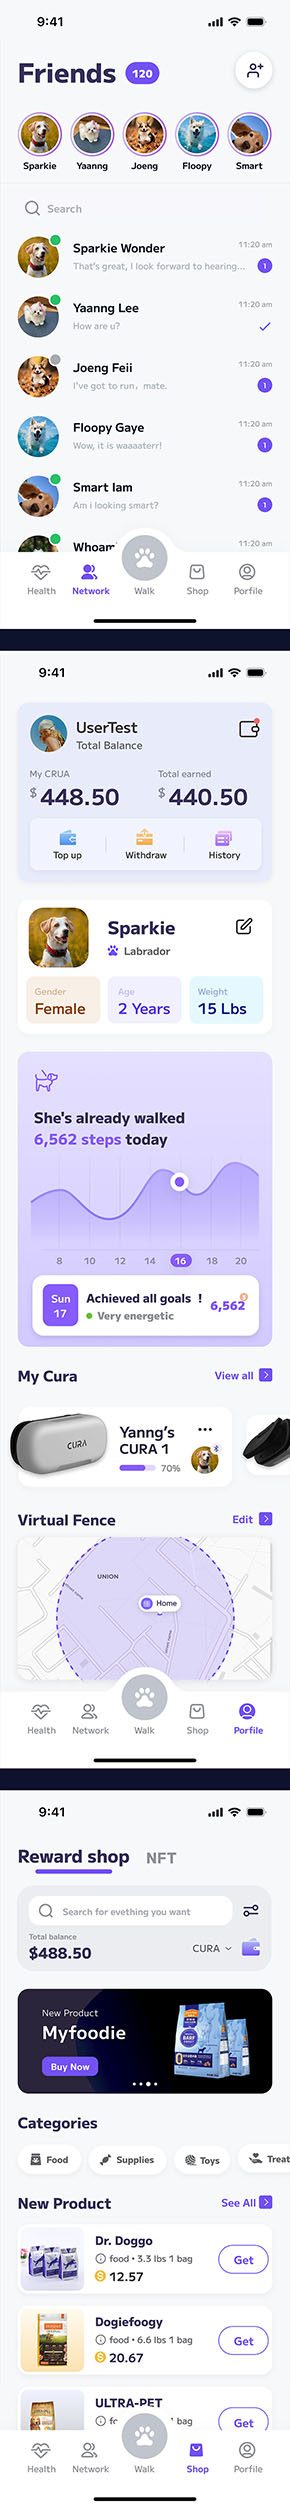 9:41
Friends 120
Sparkie Yaanng Joeng Floopy Smart
Search
Sparkie Wonder 11:20 am
That's great, I look forward to hearing... 1
Yaanng Lee 11:20 am
How are u?
Joeng Feii 11:20 am
I've got to run, mate. 1
Floopy Gaye 11:20 am
Wow, it is waaaterr! 1
Smart Iam 11:20 am
Am i looking smart? 1
Whoam 11:20 am
Health Network Walk Shop Porfile
9:41
UserTest
Total Balance
My CRUA Total earned
$ 448.50 $ 440.50
Top up Withdraw History
Sparkie
Labrador
Gender Age Weight
Female 2 Years 15 Lbs
She's already walked
6,562 steps today
8 10 12 14 16 18 20
Sun Achieved all goals !
17 Very energetic 6,562
My Cura View all
CURA
Yanng's
CURA 1
70%
Virtual Fence Edit
UNION
Home
Health Network Walk Shop Porfile
9:41
Reward shop NFT
Search for evething you want
Total balance
$488.50 CURA
New Product
Myfoodie
Buy Now
Categories
Food Supplies Toys Treat
New Product See All
Dr. Doggo
food • 3.3 lbs 1 bag Get
12.57
Dogiefoogy
food • 6.6 lbs 1 bag Get
20.67
ULTRA-PET
1 bag Get
Health Network Walk Shop Porfile